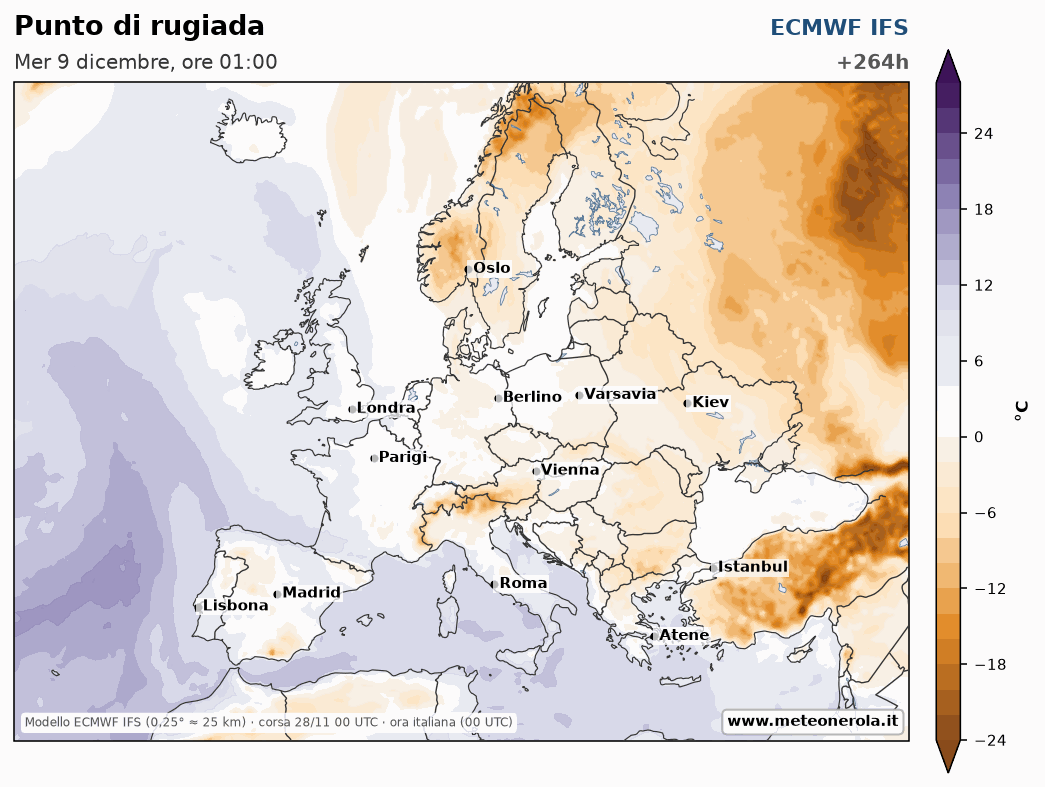 Punto di rugiada
ECMWF IFS
Mer 9 dicembre, ore 01:00
+264h
Oslo
Berlino
Varsavia
Kiev
Londra
Parigi
Vienna
Istanbul
Roma
Madrid
Lisbona
Atene
Modello ECMWF IFS (0,25° ≈ 25 km) · corsa 28/11 00 UTC · ora italiana (00 UTC)
www.meteonerola.it
24
18
12
6
0
−6
−12
−18
−24
°C